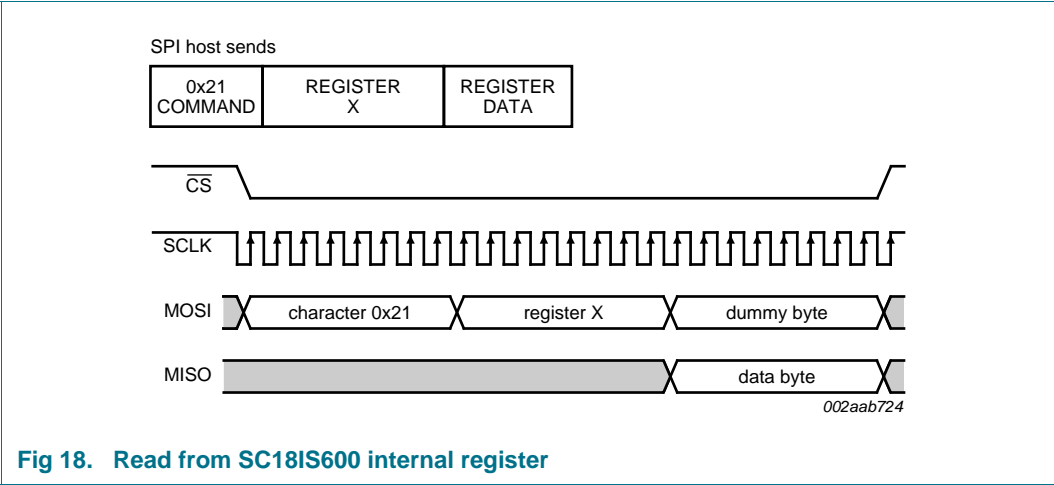 SPI host sends
0x21 COMMAND
REGISTER X
REGISTER DATA
CS
SCLK
MOSI
character 0x21
register X
dummy byte
MISO
data byte
002aab724
Fig 18. Read from SC18IS600 internal register